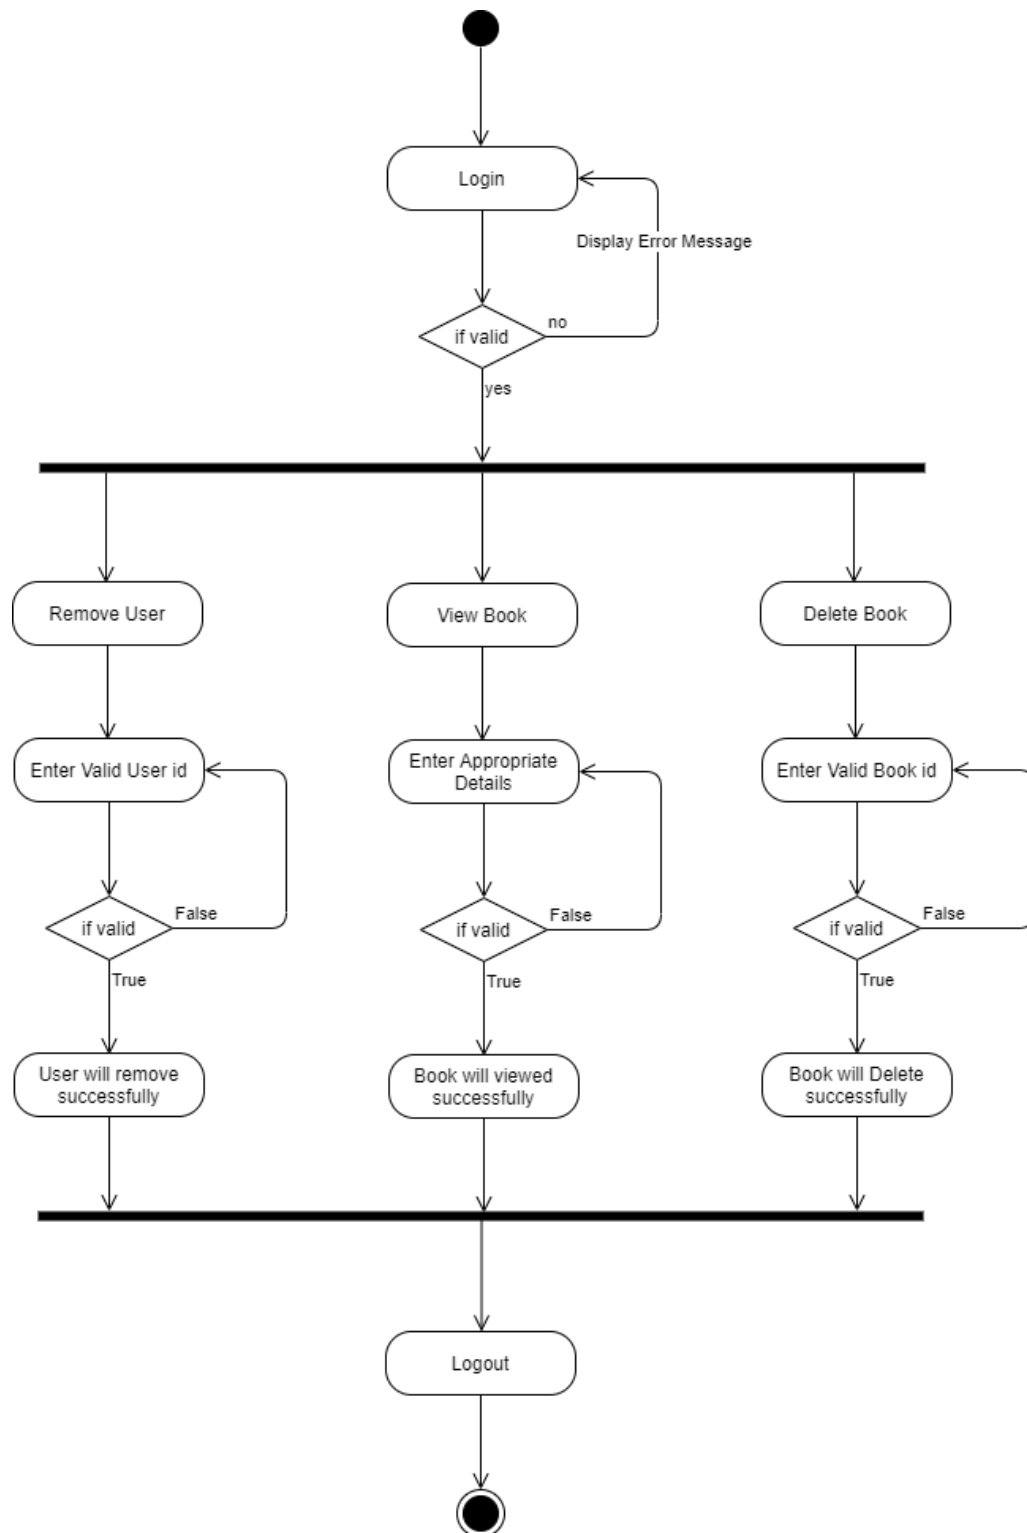 Login
Display Error Message
if valid
no
yes
Remove User
View Book
Delete Book
Enter Valid User id
Enter Appropriate
Details
Enter Valid Book id
if valid
False
if valid
False
if valid
False
True
True
True
User will remove
successfully
Book will viewed
successfully
Book will Delete
successfully
Logout